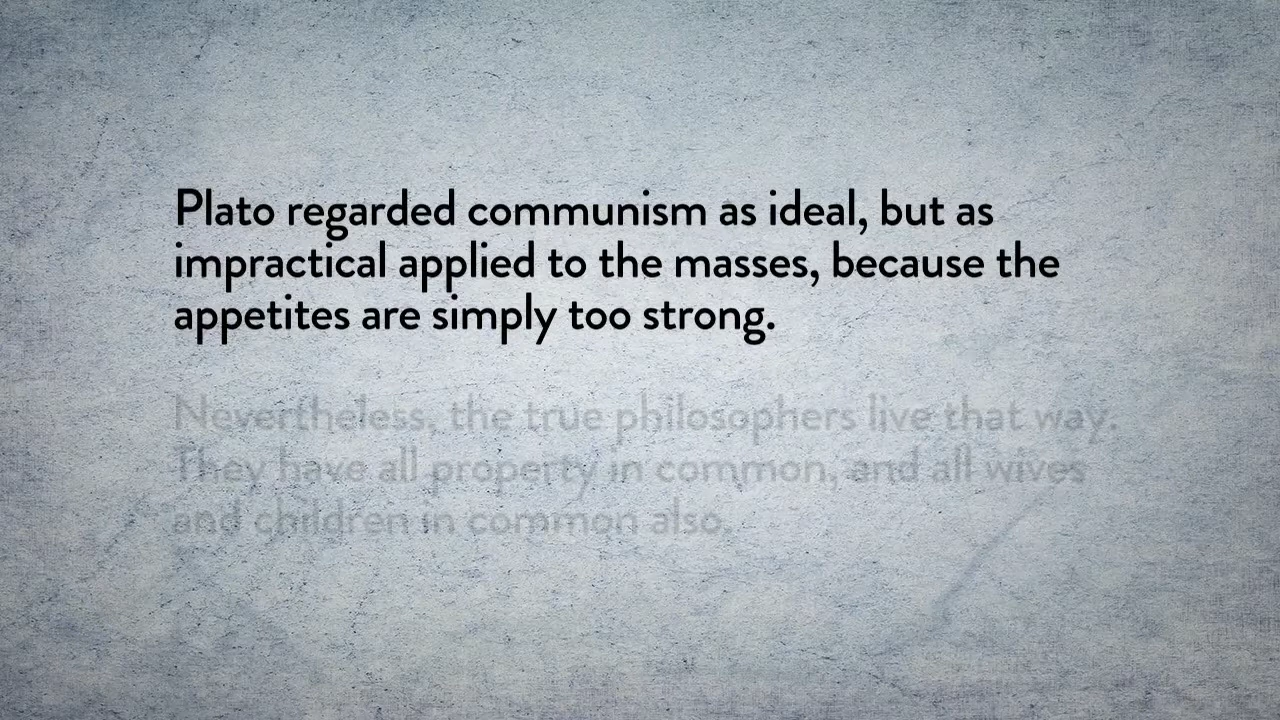 Plato regarded communism as ideal, but as
impractical applied to the masses, because the
appetites are simply too strong.
Nevertheless, the true philosophers live that way.
They have all property in common, and all wives
and children in common also.